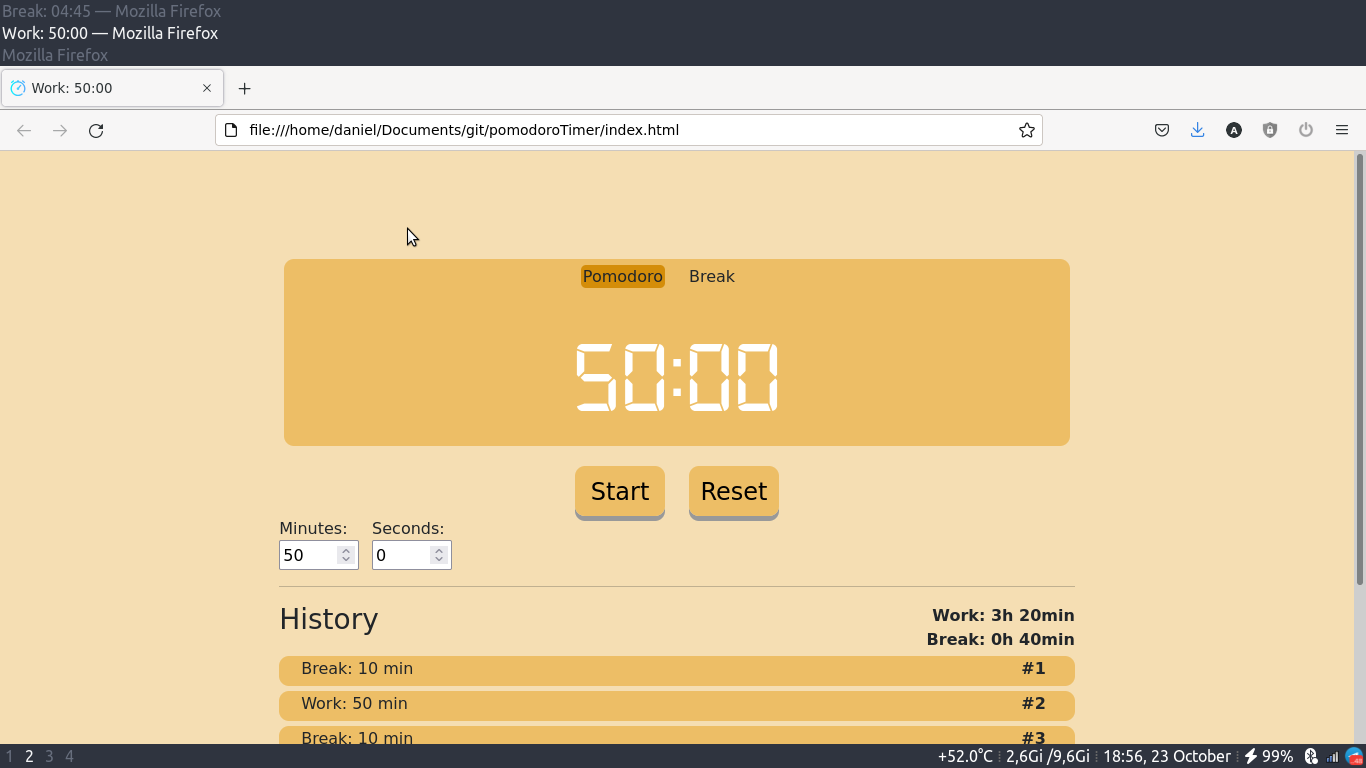 Break: 04:45 — Mozilla Firefox
Work: 50:00 — Mozilla Firefox
Mozilla Firefox
Work: 50:00
file:///home/daniel/Documents/git/pomodoroTimer/index.html
A
Pomodoro Break
50:00
Start Reset
Minutes: Seconds:
50 0
History
Work: 3h 20min
Break: 0h 40min
Break: 10 min #1
Work: 50 min #2
Break: 10 min #3
1 2 3 4 +52.0°C 2,6Gi /9,6Gi 18:56, 23 October 99%